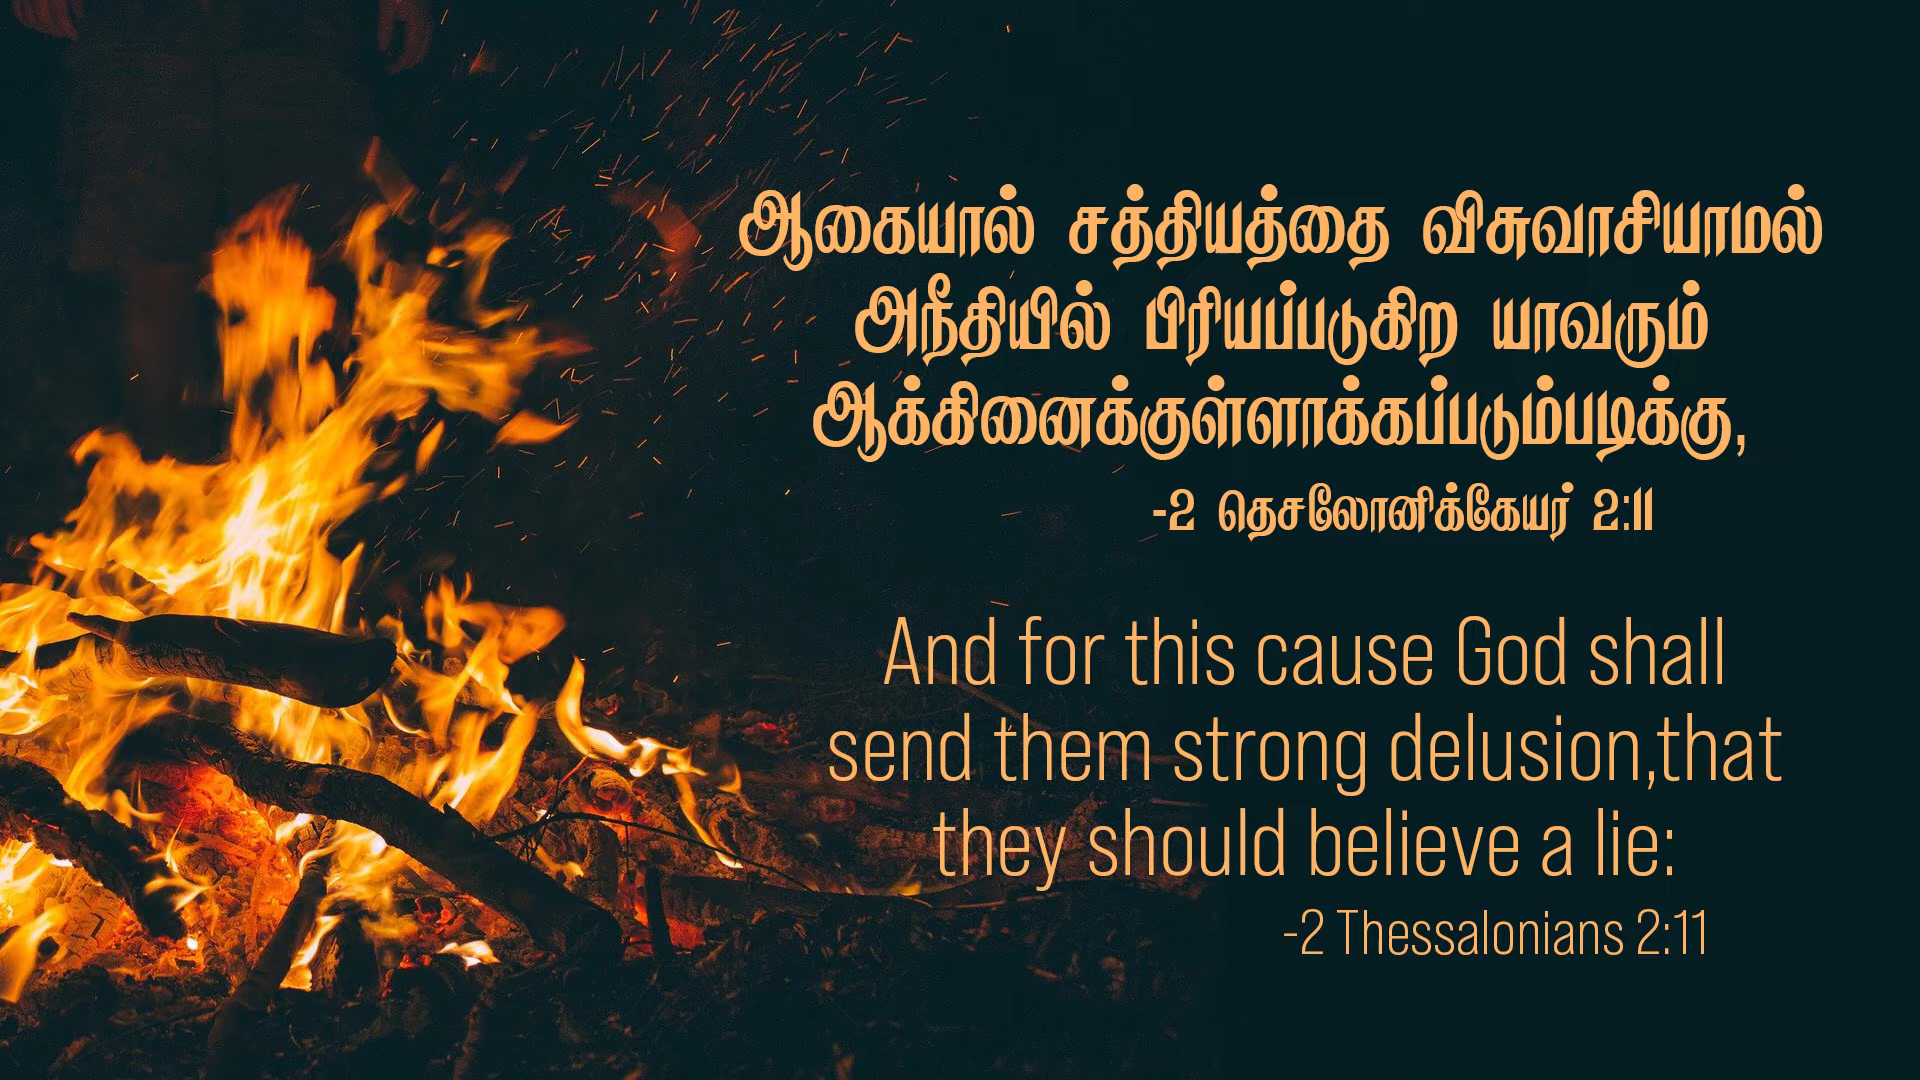 ஆகையால் சத்தியத்தை விசுவாசியாமல்
அநீதியில் பிரியப்படுகிற யாவரும்
ஆக்கினைக்குள்ளாக்கப்படும்படிக்கு,
-2 தெசலோனிக்கேயர் 2:11
And for this cause God shall
send them strong delusion,that
they should believe a lie:
-2 Thessalonians 2:11